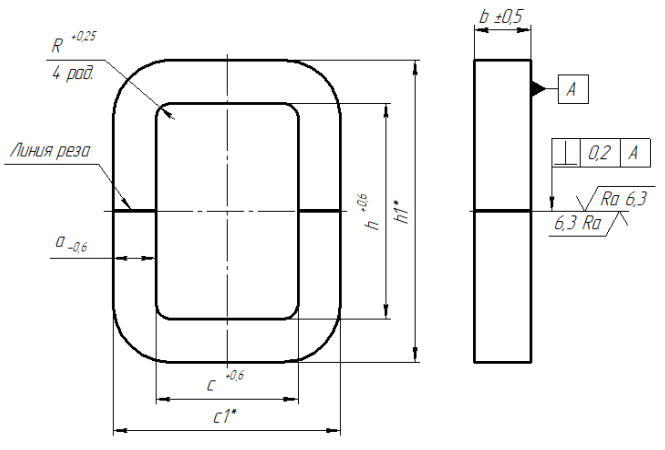 R +0,25
4 рад.
Линия реза
a -0,6
c +0,6
c1*
h +0,6
h1*
b ±0,5
A
⊥ 0,2 A
Ra 6,3
6,3 Ra